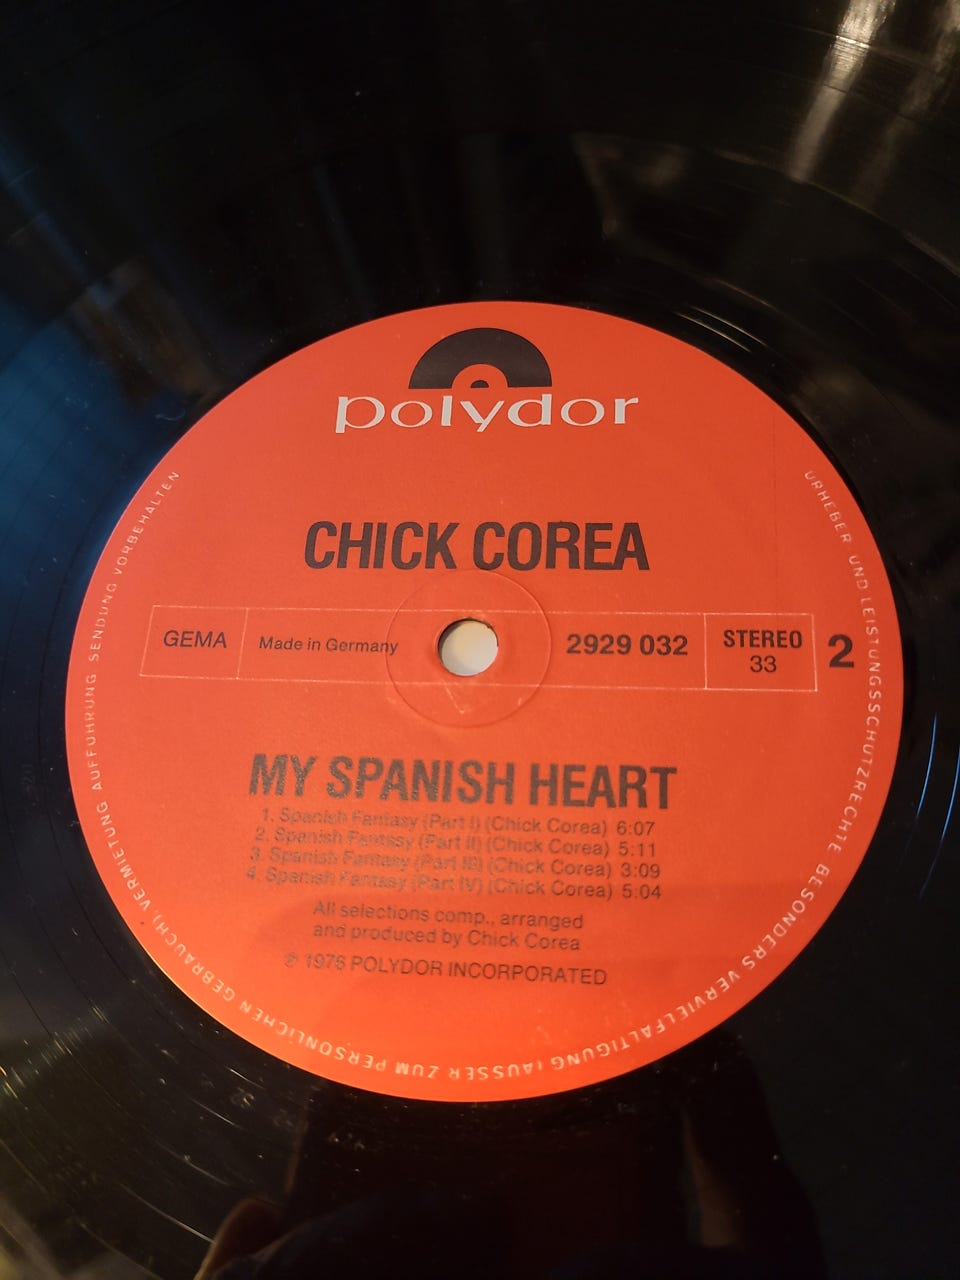 polydor
CHICK COREA
GEMA
Made in Germany
2929 032
STEREO
33
2
MY SPANISH HEART
1. Spanish Fantasy (Part I) (Chick Corea) 6:07
2. Spanish Fantasy (Part II) (Chick Corea) 5:11
3. Spanish Fantasy (Part III) (Chick Corea) 3:09
4. Spanish Fantasy (Part IV) (Chick Corea) 5:04
All selections comp., arranged
and produced by Chick Corea
℗ 1976 POLYDOR INCORPORATED
URHEBER UND LEISTUNGSSCHUTZRECHTE BESONDERS VERVIELFÄLTIGUNG (AUSSER ZUM PERSÖNLICHEN GEBRAUCH) VERMIETUNG AUFFÜHRUNG SENDUNG VORBEHALTEN